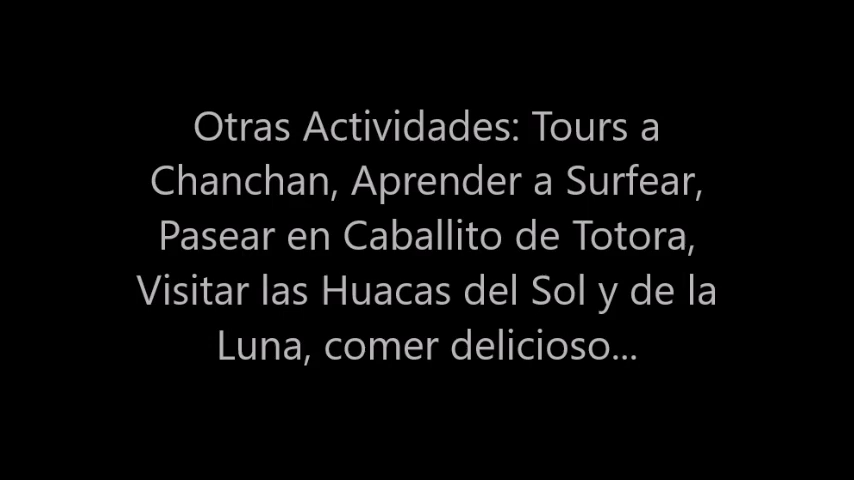 Otras Actividades: Tours a
Chanchan, Aprender a Surfear,
Pasear en Caballito de Totora,
Visitar las Huacas del Sol y de la
Luna, comer delicioso...